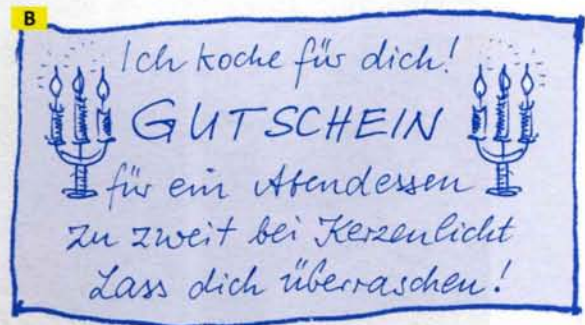 B
Ich koche für dich!
GUTSCHEIN
für ein Abendessen
zu zweit bei Kerzenlicht
Lass dich überraschen!